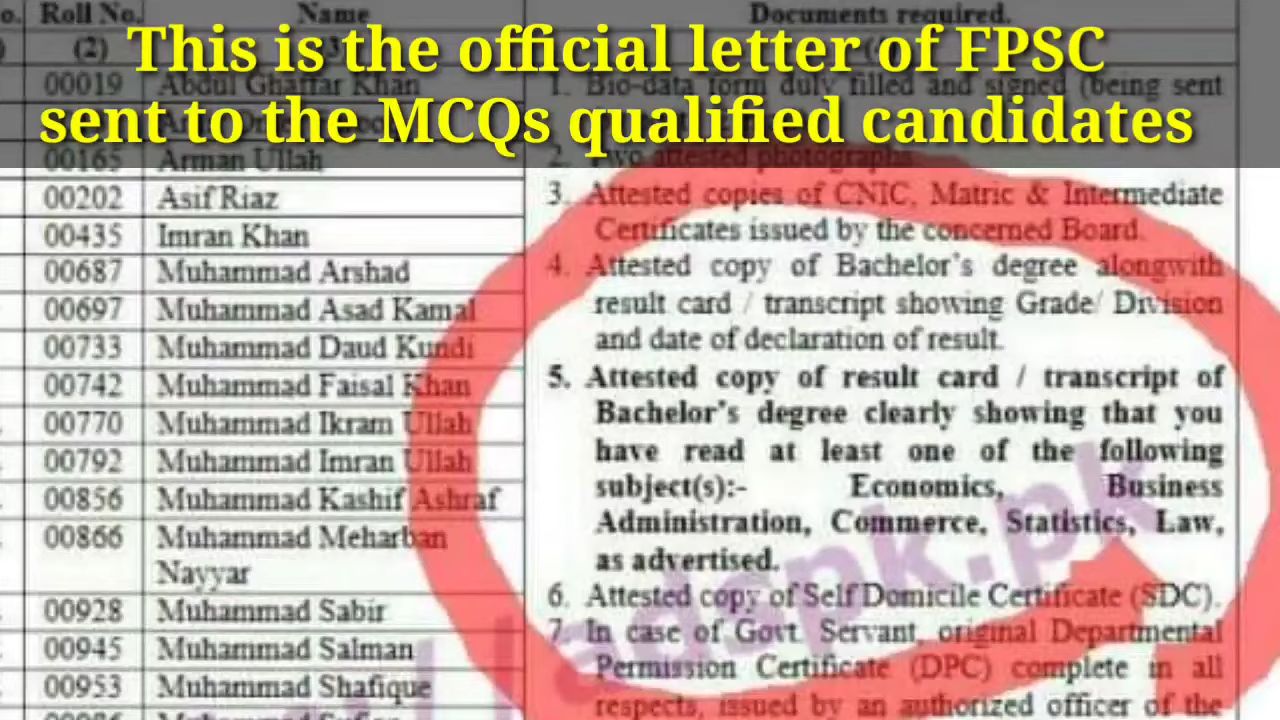 This is the official letter of FPSC
sent to the MCQs qualified candidates
Roll No. Name Documents required.
(2)
00019 Abdul Ghaffar Khan
00165 Arman Ullah
00202 Asif Riaz
00435 Imran Khan
00687 Muhammad Arshad
00697 Muhammad Asad Kamal
00733 Muhammad Daud Kundi
00742 Muhammad Faisal Khan
00770 Muhammad Ikram Ullah
00792 Muhammad Imran Ullah
00856 Muhammad Kashif Ashraf
00866 Muhammad Meharban
Nayyar
00928 Muhammad Sabir
00945 Muhammad Salman
00953 Muhammad Shafique
1. Bio-data form duly filled and signed (being sent
2. Two attested photographs.
3. Attested copies of CNIC, Matric & Intermediate
Certificates issued by the concerned Board.
4. Attested copy of Bachelor's degree alongwith
result card / transcript showing Grade/ Division
and date of declaration of result.
5. Attested copy of result card / transcript of
Bachelor's degree clearly showing that you
have read at least one of the following
subject(s):- Economics, Business
Administration, Commerce, Statistics, Law,
as advertised.
6. Attested copy of Self Domicile Certificate (SDC).
7. In case of Govt. Servant, original Departmental
Permission Certificate (DPC) complete in all
respects, issued by an authorized officer of the